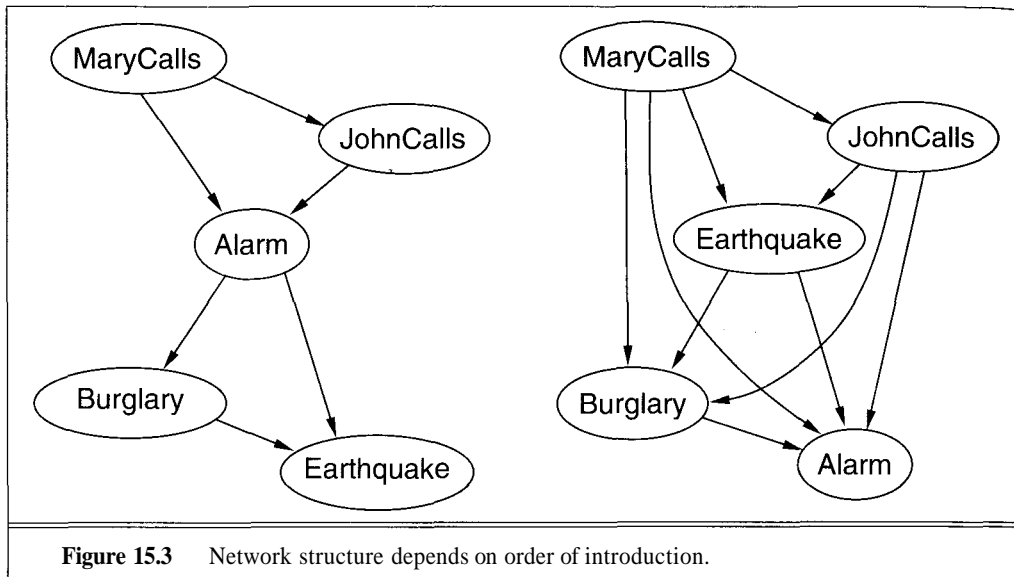 MaryCalls
JohnCalls
Alarm
Burglary
Earthquake
MaryCalls
JohnCalls
Earthquake
Burglary
Alarm
Figure 15.3 Network structure depends on order of introduction.